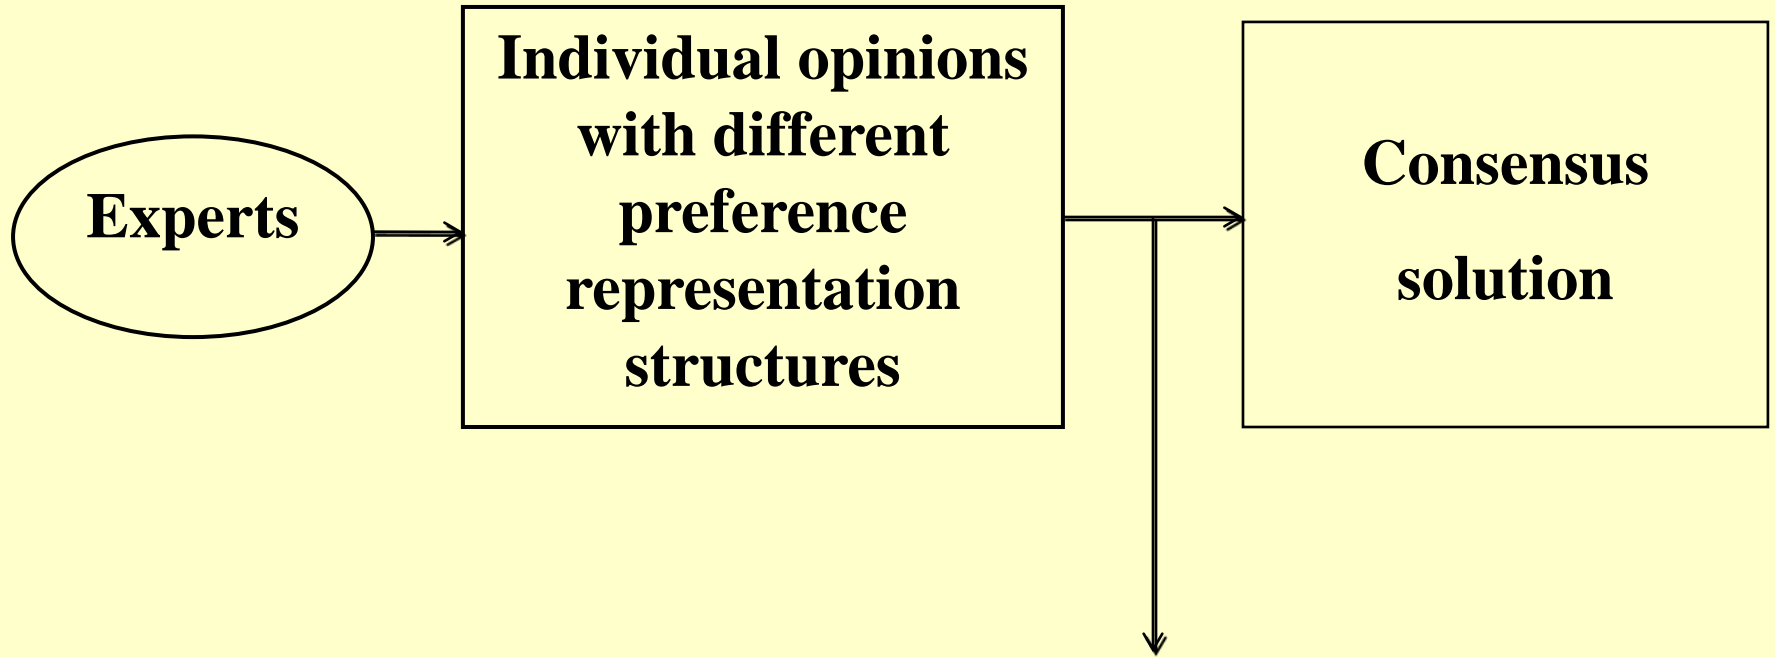 Experts
Individual opinions
with different
preference
representation
structures
Consensus
solution